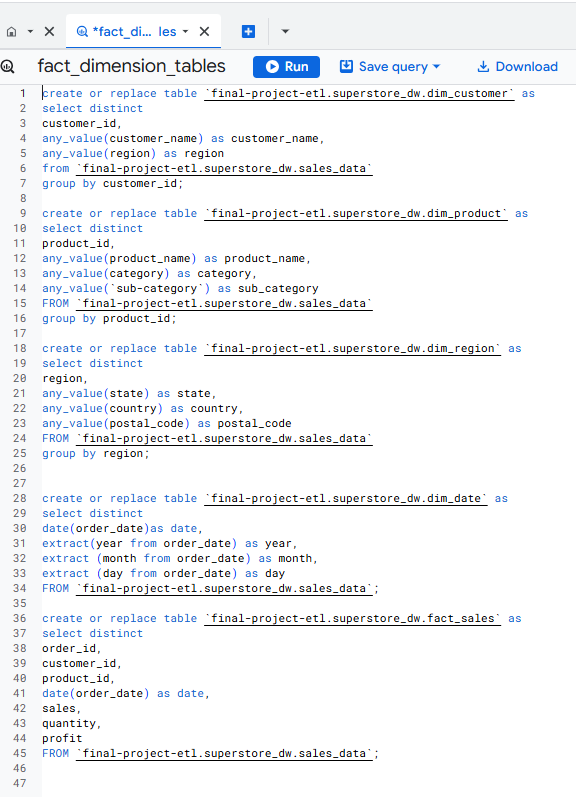 *fact_di... les
fact_dimension_tables Run Save query Download
1 create or replace table `final-project-etl.superstore_dw.dim_customer` as
2 select distinct
3 customer_id,
4 any_value(customer_name) as customer_name,
5 any_value(region) as region
6 from `final-project-etl.superstore_dw.sales_data`
7 group by customer_id;
8
9 create or replace table `final-project-etl.superstore_dw.dim_product` as
10 select distinct
11 product_id,
12 any_value(product_name) as product_name,
13 any_value(category) as category,
14 any_value(`sub-category`) as sub_category
15 FROM `final-project-etl.superstore_dw.sales_data`
16 group by product_id;
17
18 create or replace table `final-project-etl.superstore_dw.dim_region` as
19 select distinct
20 region,
21 any_value(state) as state,
22 any_value(country) as country,
23 any_value(postal_code) as postal_code
24 FROM `final-project-etl.superstore_dw.sales_data`
25 group by region;
26
27
28 create or replace table `final-project-etl.superstore_dw.dim_date` as
29 select distinct
30 date(order_date)as date,
31 extract(year from order_date) as year,
32 extract (month from order_date) as month,
33 extract (day from order_date) as day
34 FROM `final-project-etl.superstore_dw.sales_data`;
35
36 create or replace table `final-project-etl.superstore_dw.fact_sales` as
37 select distinct
38 order_id,
39 customer_id,
40 product_id,
41 date(order_date) as date,
42 sales,
43 quantity,
44 profit
45 FROM `final-project-etl.superstore_dw.sales_data`;
46
47